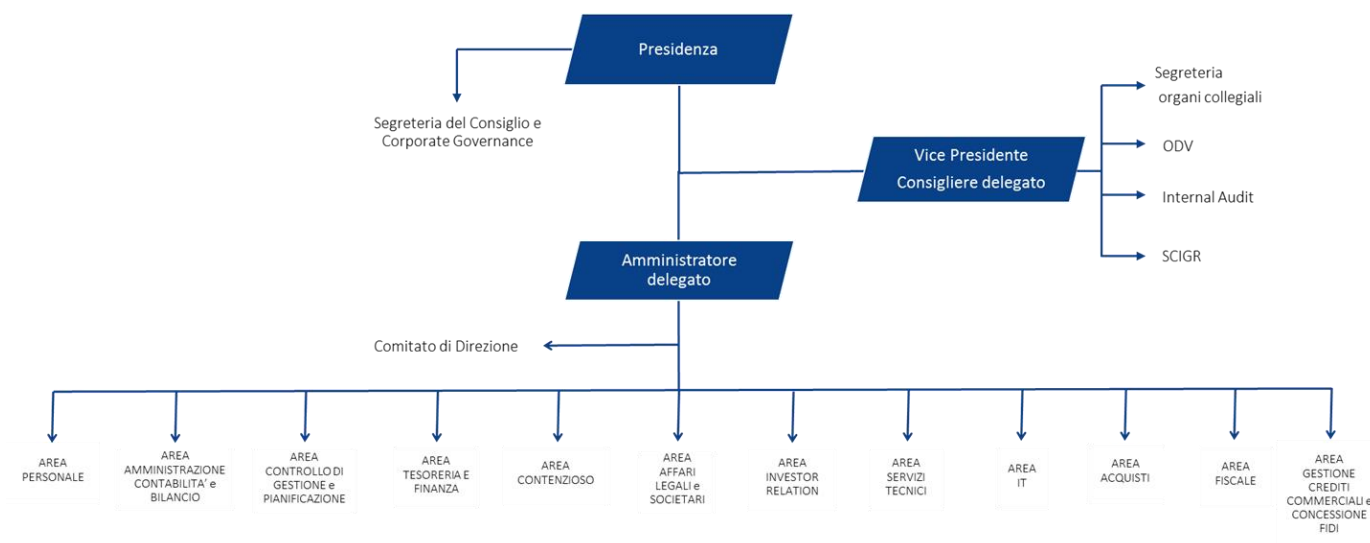 Presidenza
Segreteria del Consiglio e
Corporate Governance
Segreteria
organi collegiali
Vice Presidente
Consigliere delegato
ODV
Internal Audit
SCIGR
Amministratore
delegato
Comitato di Direzione
AREA
PERSONALE
AREA
AMMINISTRAZIONE
CONTABILITA' e
BILANCIO
AREA
CONTROLLO DI
GESTIONE e
PIANIFICAZIONE
AREA
TESORERIA E
FINANZA
AREA
CONTENZIOSO
AREA
AFFARI
LEGALI e
SOCIETARI
AREA
INVESTOR
RELATION
AREA
SERVIZI
TECNICI
AREA
IT
AREA
ACQUISTI
AREA
FISCALE
AREA
GESTIONE
CREDITI
COMMERCIALI e
CONCESSIONE
FIDI